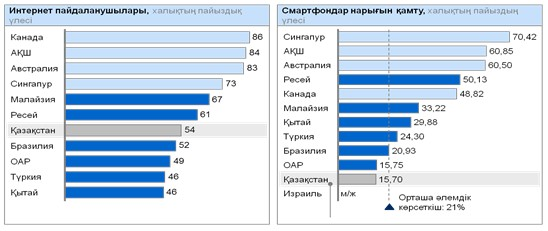 Интернет пайдаланушылары, халықтың пайыздық
үлесі
Канада 86
АҚШ 84
Австралия 83
Сингапур 73
Малайзия 67
Ресей 61
Қазақстан 54
Бразилия 52
ОАР 49
Түркия 46
Қытай 46
Смартфондар нарығын қамту, халықтың пайыздық
үлесі
Сингапур 70,42
АҚШ 60,85
Австралия 60,50
Ресей 50,13
Канада 48,82
Малайзия 33,22
Қытай 29,88
Түркия 24,30
Бразилия 20,93
ОАР 15,75
Қазақстан 15,70
Израиль м/ж
Орташа әлемдік
көрсеткіш: 21%